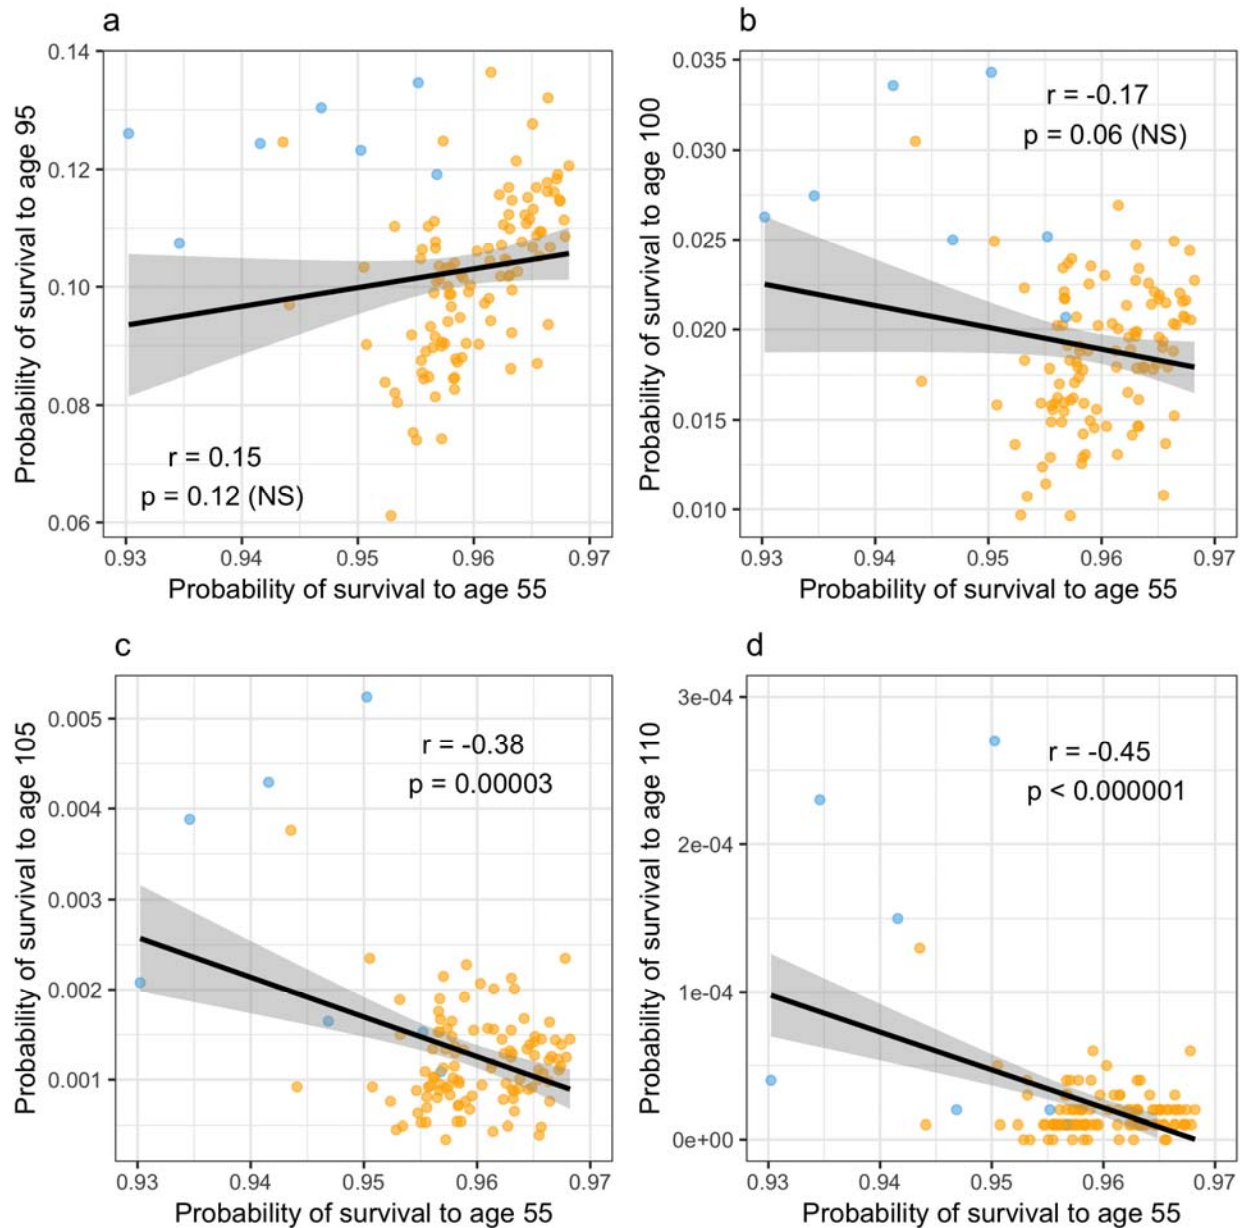 a
0.14
0.12
0.10
0.08
0.06
Probability of survival to age 95
r = 0.15
p = 0.12 (NS)
0.93 0.94 0.95 0.96 0.97
Probability of survival to age 55
b
0.035
0.030
0.025
0.020
0.015
0.010
Probability of survival to age 100
r = -0.17
p = 0.06 (NS)
0.93 0.94 0.95 0.96 0.97
Probability of survival to age 55
c
0.005
0.004
0.003
0.002
0.001
Probability of survival to age 105
r = -0.38
p = 0.00003
0.93 0.94 0.95 0.96 0.97
Probability of survival to age 55
d
3e-04
2e-04
1e-04
0e+00
Probability of survival to age 110
r = -0.45
p < 0.000001
0.93 0.94 0.95 0.96 0.97
Probability of survival to age 55